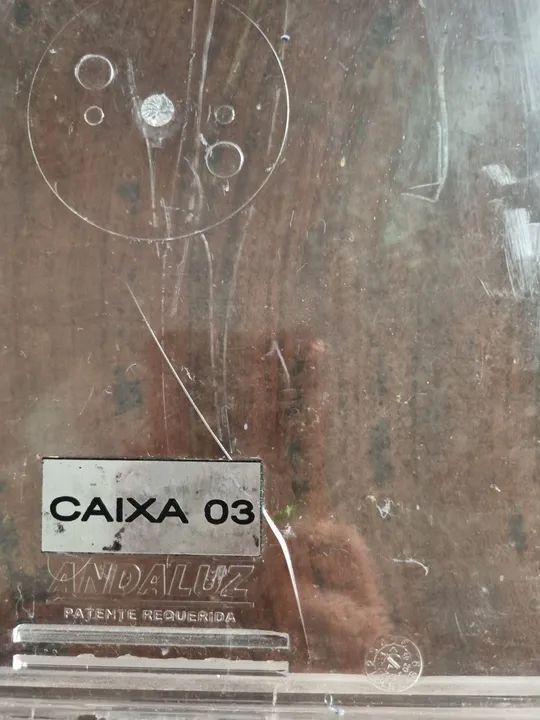 CAIXA 03
ANDALUZ
PATENTE REQUERIDA